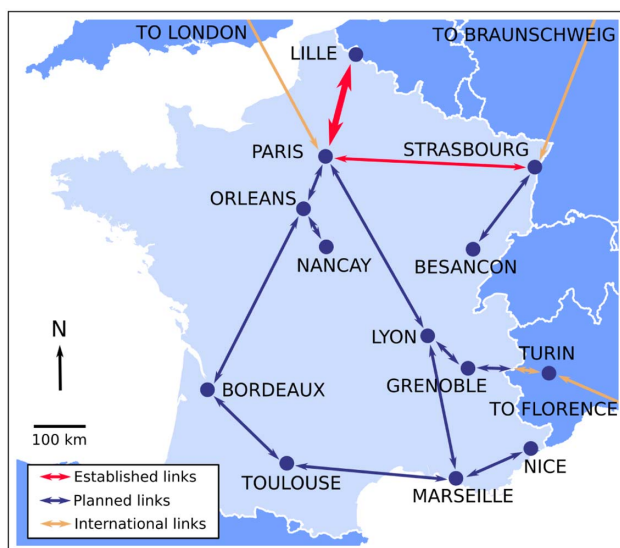 TO LONDON
TO BRAUNSCHWEIG
LILLE
PARIS
STRASBOURG
ORLEANS
NANCAY
BESANCON
N
LYON
TURIN
GRENOBLE
BORDEAUX
TO FLORENCE
100 km
NICE
TOULOUSE
MARSEILLE
Established links
Planned links
International links